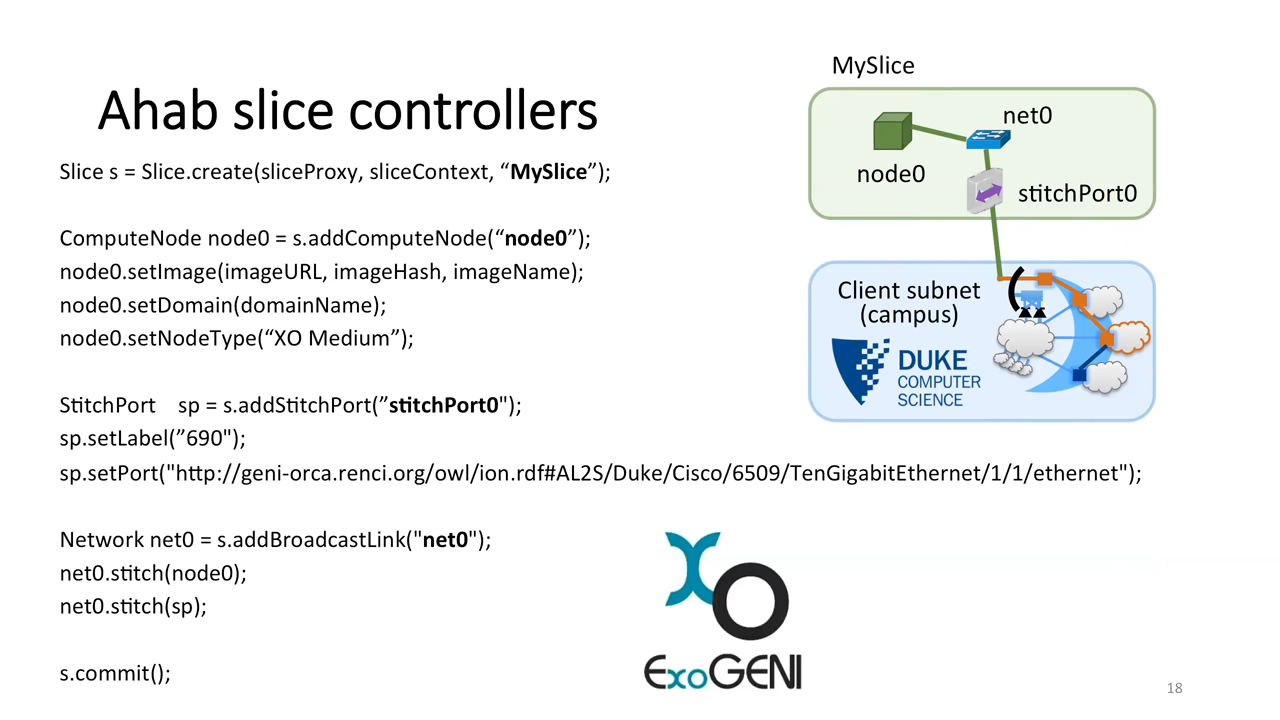 Ahab slice controllers
Slice s = Slice.create(sliceProxy, sliceContext, “MySlice”);
ComputeNode node0 = s.addComputeNode(“node0”);
node0.setImage(imageURL, imageHash, imageName);
node0.setDomain(domainName);
node0.setNodeType(“XO Medium”);
StitchPort sp = s.addStitchPort(”stitchPort0");
sp.setLabel(”690");
sp.setPort("http://geni-orca.renci.org/owl/ion.rdf#AL2S/Duke/Cisco/6509/TenGigabitEthernet/1/1/ethernet");
Network net0 = s.addBroadcastLink("net0");
net0.stitch(node0);
net0.stitch(sp);
s.commit();
MySlice
net0
node0
stitchPort0
Client subnet
(campus)
DUKE
COMPUTER
SCIENCE
ExoGENI
18